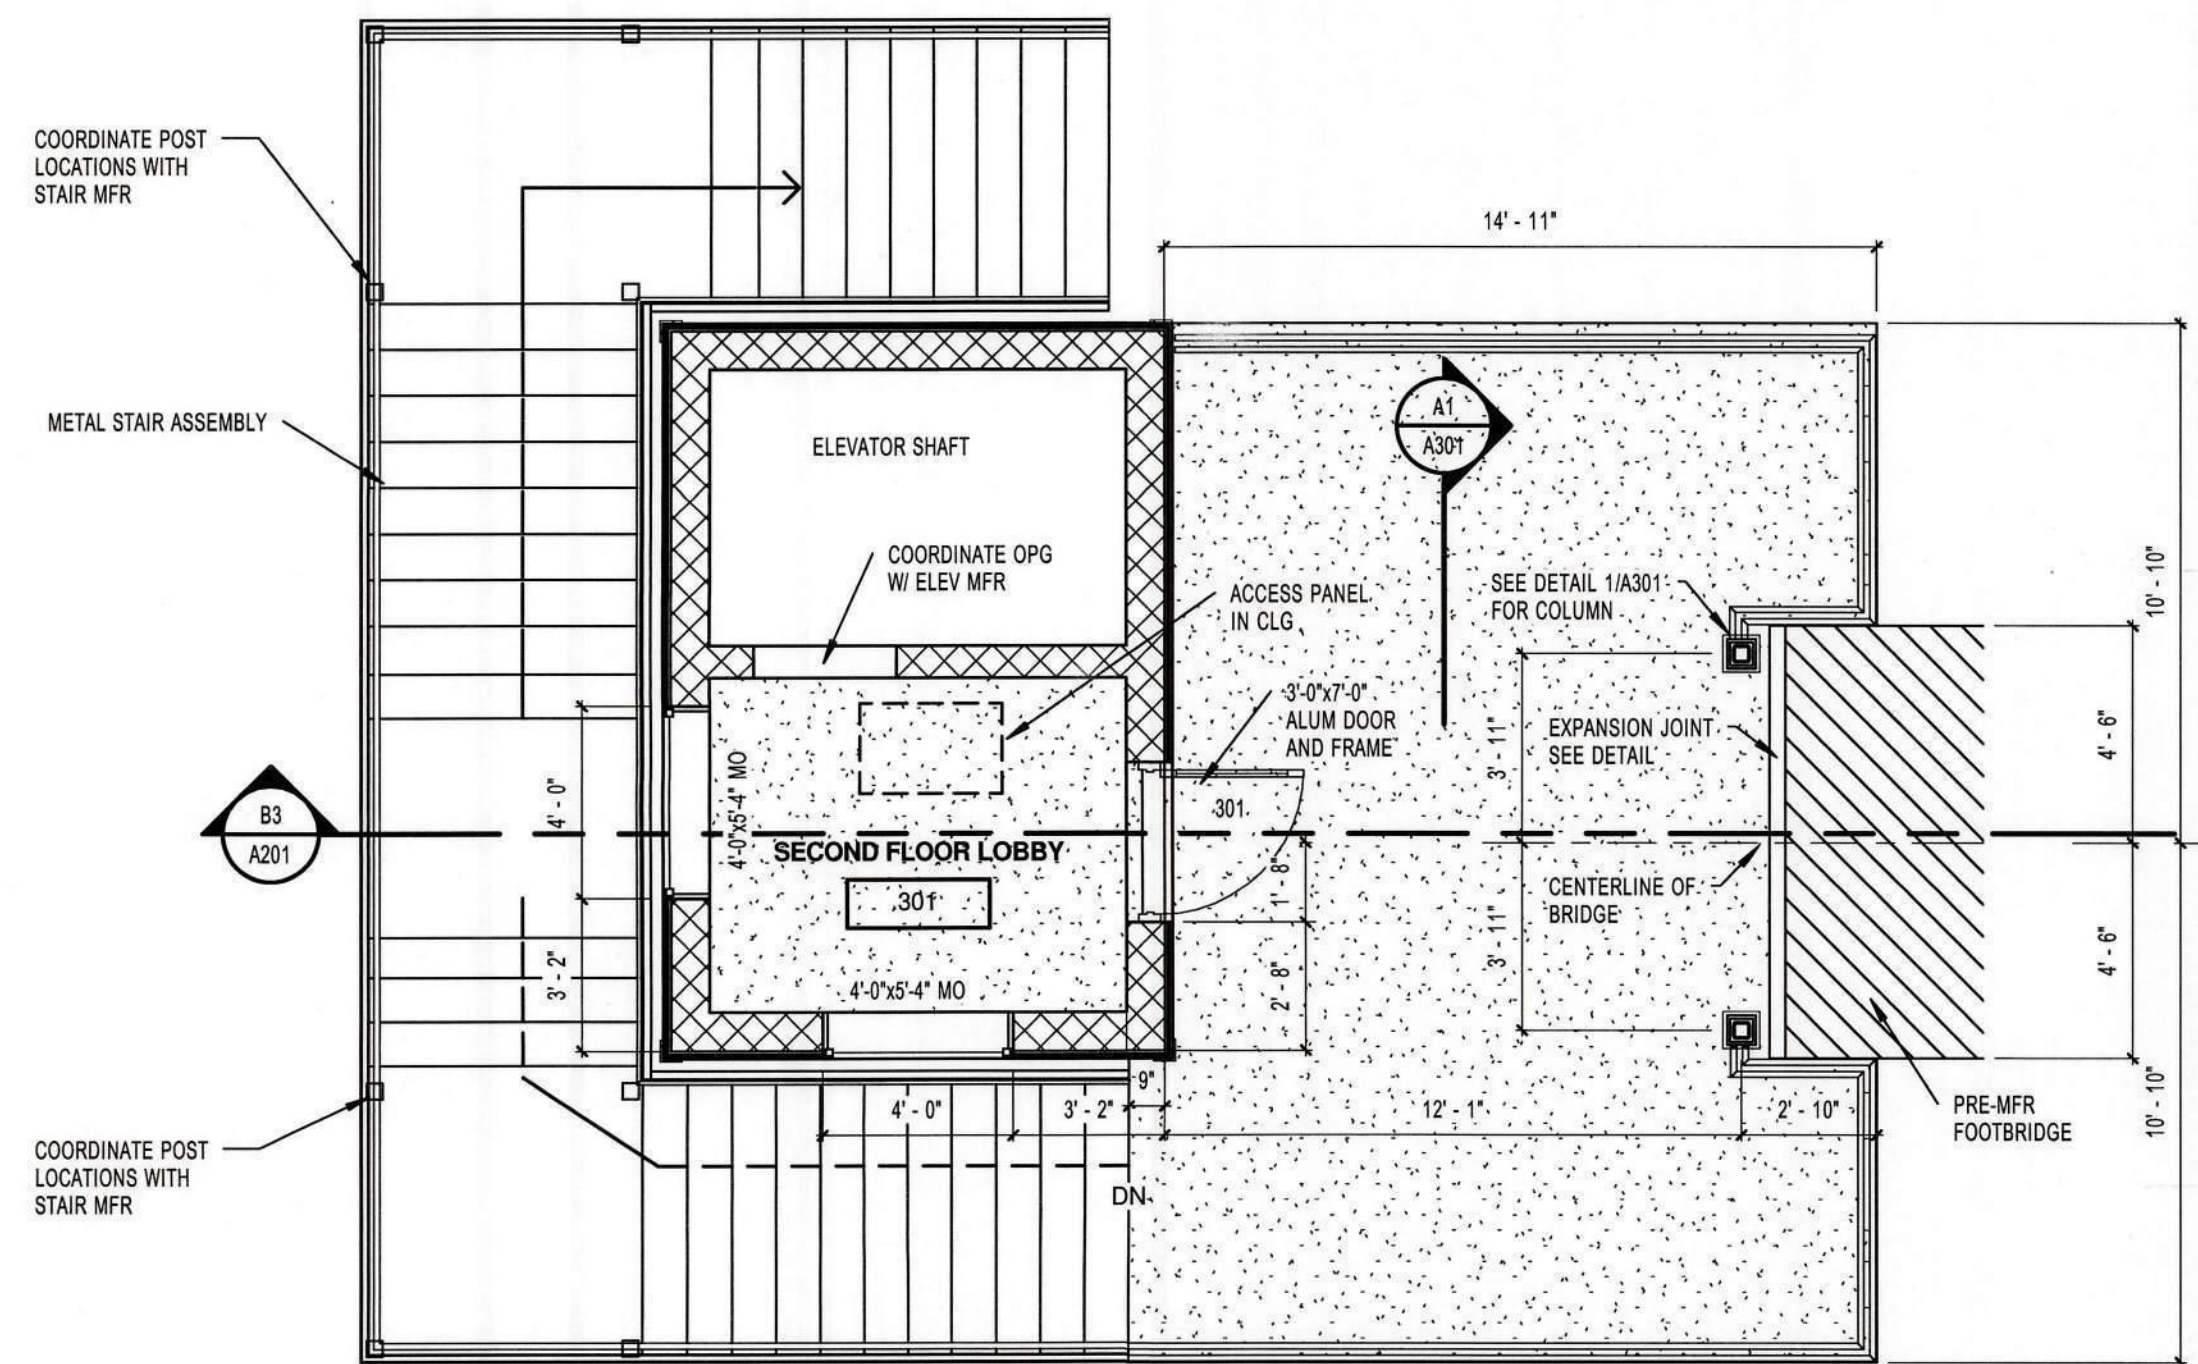 COORDINATE POST
LOCATIONS WITH
STAIR MFR
METAL STAIR ASSEMBLY
14' - 11"
A1
A301
ELEVATOR SHAFT
COORDINATE OPG
W/ ELEV MFR
ACCESS PANEL
IN CLG
SEE DETAIL 1/A301
FOR COLUMN
10' - 10"
3'-0"x7'-0"
ALUM DOOR
AND FRAME
3' - 11"
EXPANSION JOINT
SEE DETAIL
4' - 6"
B3
A201
4' - 0"
4'-0"x5'-4" MO
301
SECOND FLOOR LOBBY
301
1' - 8"
CENTERLINE OF
BRIDGE
3' - 11"
4' - 6"
3' - 2"
4'-0"x5'-4" MO
2' - 8"
9"
4' - 0"
3' - 2"
12' - 1"
2' - 10"
PRE-MFR
FOOTBRIDGE
10' - 10"
COORDINATE POST
LOCATIONS WITH
STAIR MFR
DN